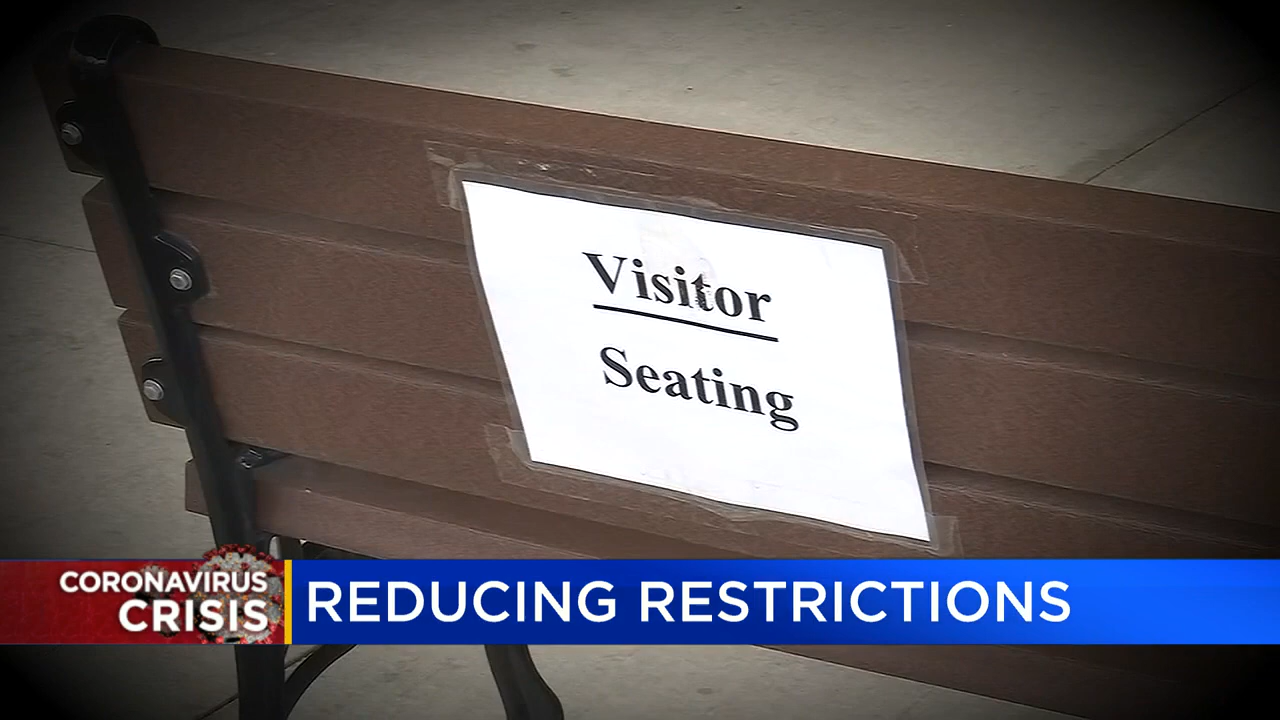 Visitor
Seating
CORONAVIRUS
CRISIS
REDUCING RESTRICTIONS